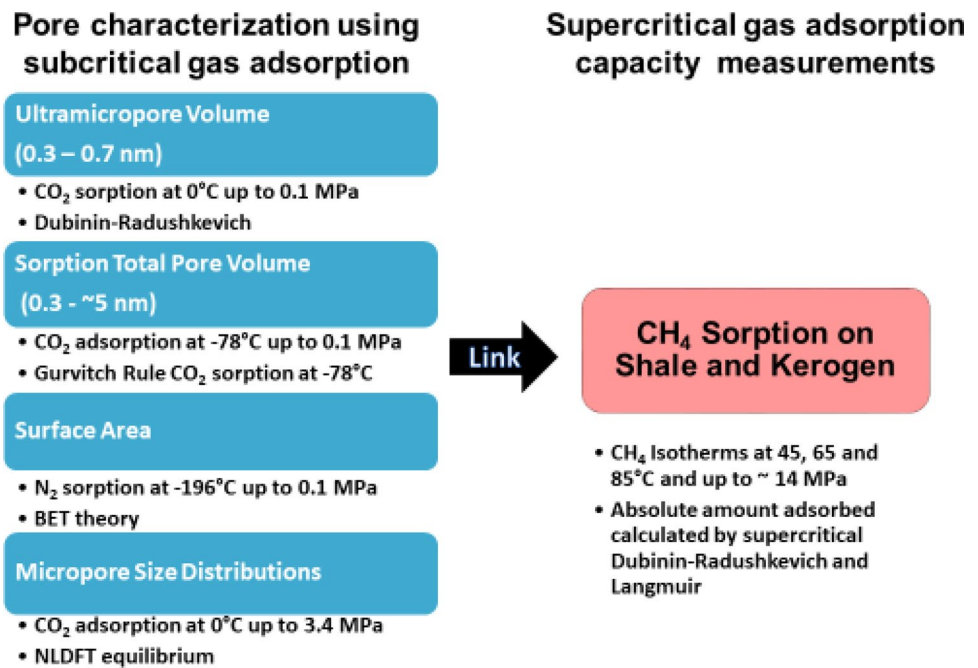 Pore characterization using
subcritical gas adsorption
Ultramicropore Volume
(0.3 – 0.7 nm)
• CO₂ sorption at 0°C up to 0.1 MPa
• Dubinin-Radushkevich
Sorption Total Pore Volume
(0.3 - ~5 nm)
• CO₂ adsorption at -78°C up to 0.1 MPa
• Gurvitch Rule CO₂ sorption at -78°C
Surface Area
• N₂ sorption at -196°C up to 0.1 MPa
• BET theory
Micropore Size Distributions
• CO₂ adsorption at 0°C up to 3.4 MPa
• NLDFT equilibrium
Link
Supercritical gas adsorption
capacity measurements
CH₄ Sorption on
Shale and Kerogen
• CH₄ Isotherms at 45, 65 and
85°C and up to ~ 14 MPa
• Absolute amount adsorbed
calculated by supercritical
Dubinin-Radushkevich and
Langmuir